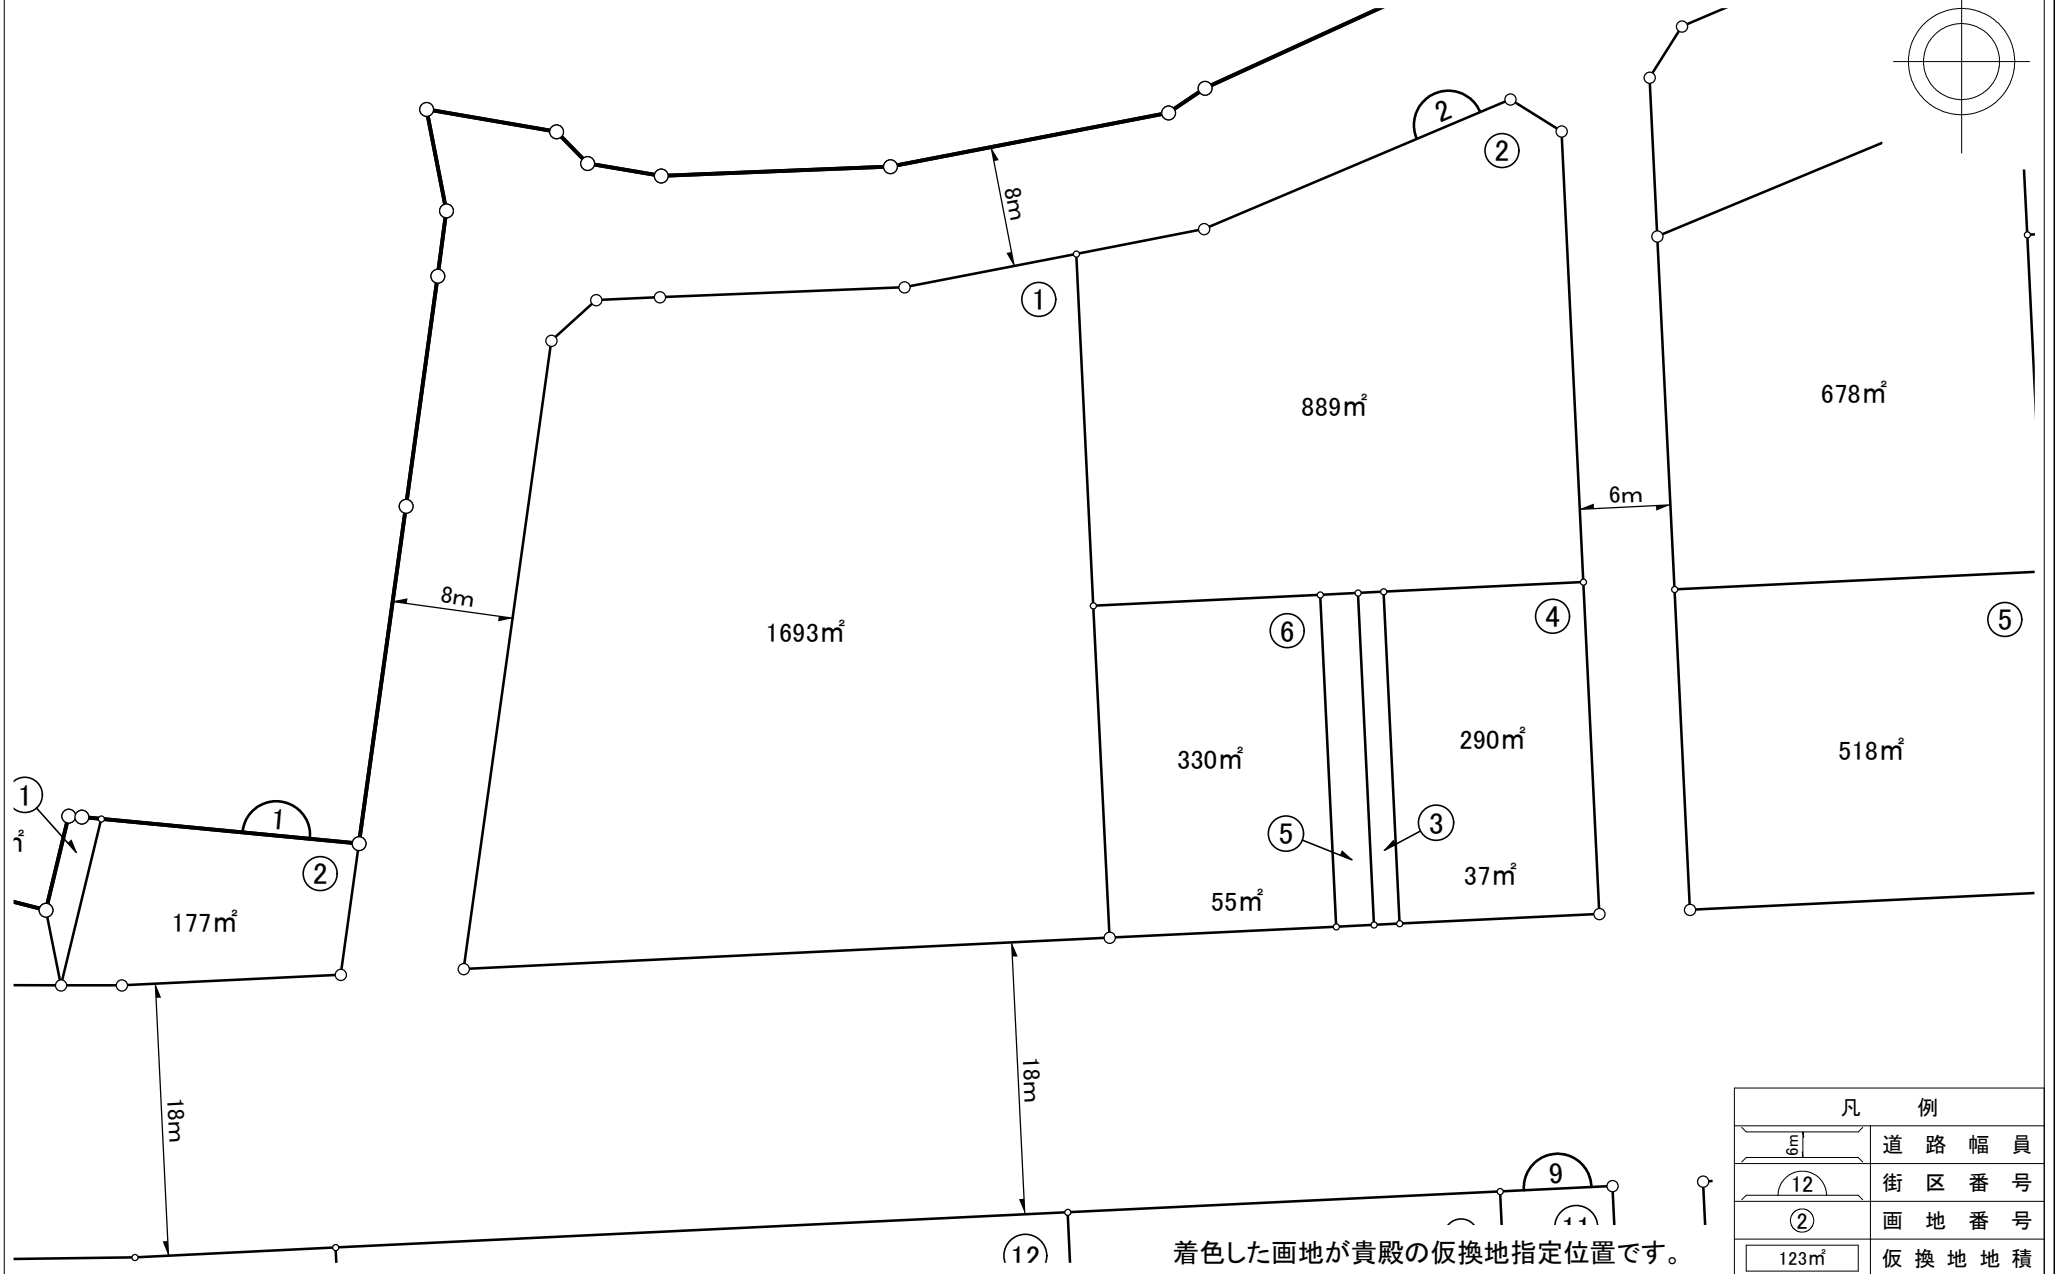 2
②
8m
①
889㎡
678㎡
6m
8m
1693㎡
⑥
④
⑤
330㎡
290㎡
518㎡
①
1
⑤
③
②
177㎡
55㎡
37㎡
18m
18m
9
11
12
着色した画地が貴殿の仮換地指定位置です。
凡 例
6m 道路幅員
12 街区番号
② 画地番号
123㎡ 仮換地地積